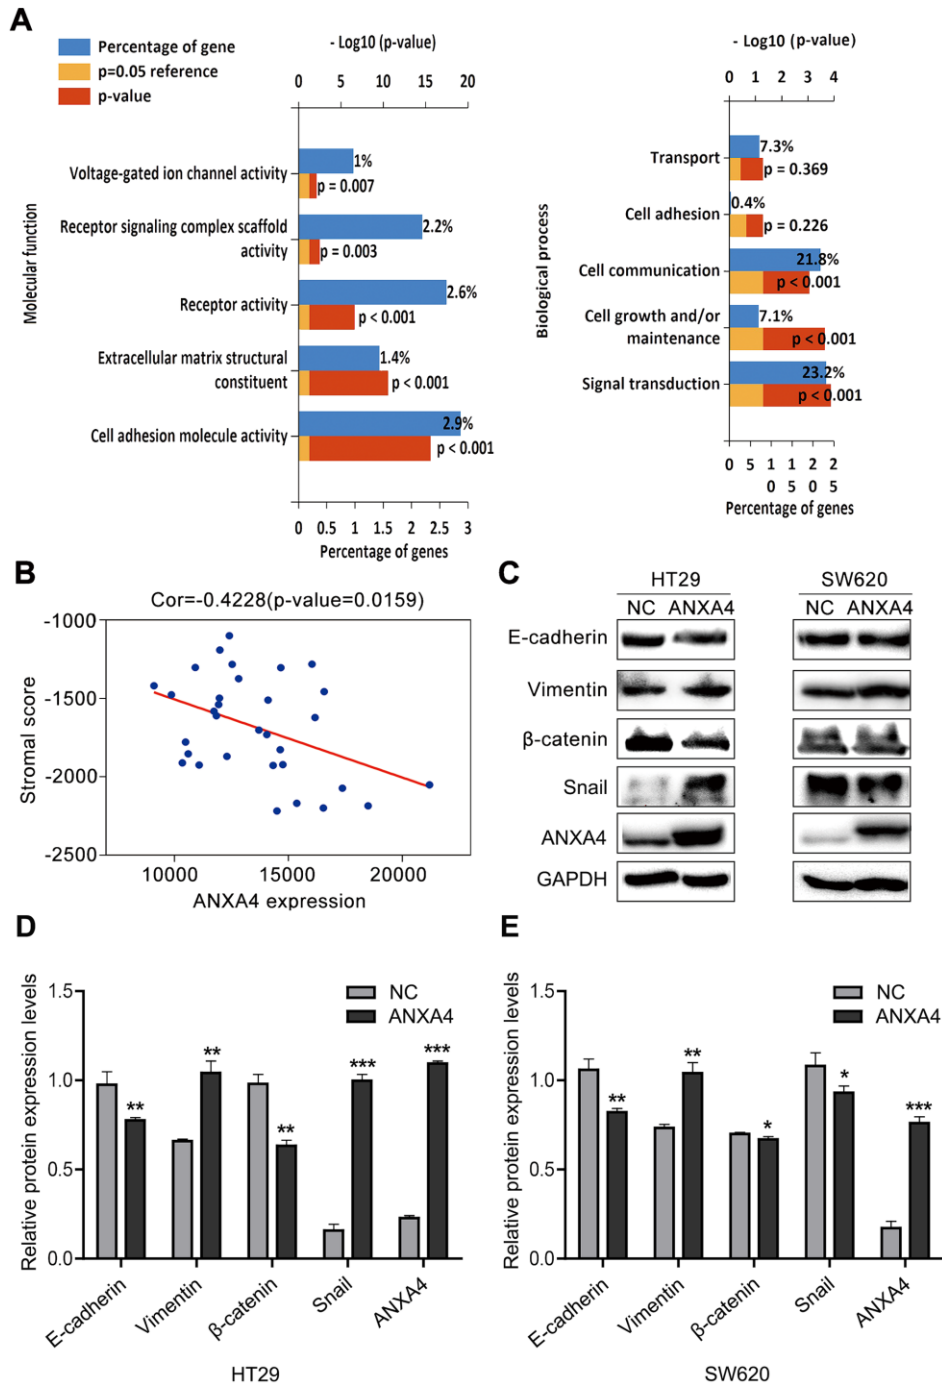 A
Percentage of gene
p=0.05 reference
p-value
- Log10 (p-value)
0 5 10 15 20
Molecular function
Voltage-gated ion channel activity
1%
p = 0.007
Receptor signaling complex scaffold
activity
2.2%
p = 0.003
Receptor activity
2.6%
p < 0.001
Extracellular matrix structural
constituent
1.4%
p < 0.001
Cell adhesion molecule activity
2.9%
p < 0.001
0 0.5 1 1.5 2 2.5 3
Percentage of genes
- Log10 (p-value)
0 1 2 3 4
Biological process
Transport
7.3%
p = 0.369
Cell adhesion
0.4%
p = 0.226
Cell communication
21.8%
p < 0.001
Cell growth and/or
maintenance
7.1%
p < 0.001
Signal transduction
23.2%
p < 0.001
0 5 1 1 2 2
0 5 0 5
Percentage of genes
B
Cor=-0.4228(p-value=0.0159)
Stromal score
-1000
-1500
-2000
-2500
10000 15000 20000
ANXA4 expression
C
HT29 SW620
NC ANXA4 NC ANXA4
E-cadherin
Vimentin
β-catenin
Snail
ANXA4
GAPDH
D
Relative protein expression levels
1.5
1.0
0.5
0.0
NC
ANXA4
** ** ** *** ***
E-cadherin Vimentin β-catenin Snail ANXA4
HT29
E
Relative protein expression levels
1.5
1.0
0.5
0.0
NC
ANXA4
** ** * * ***
E-cadherin Vimentin β-catenin Snail ANXA4
SW620